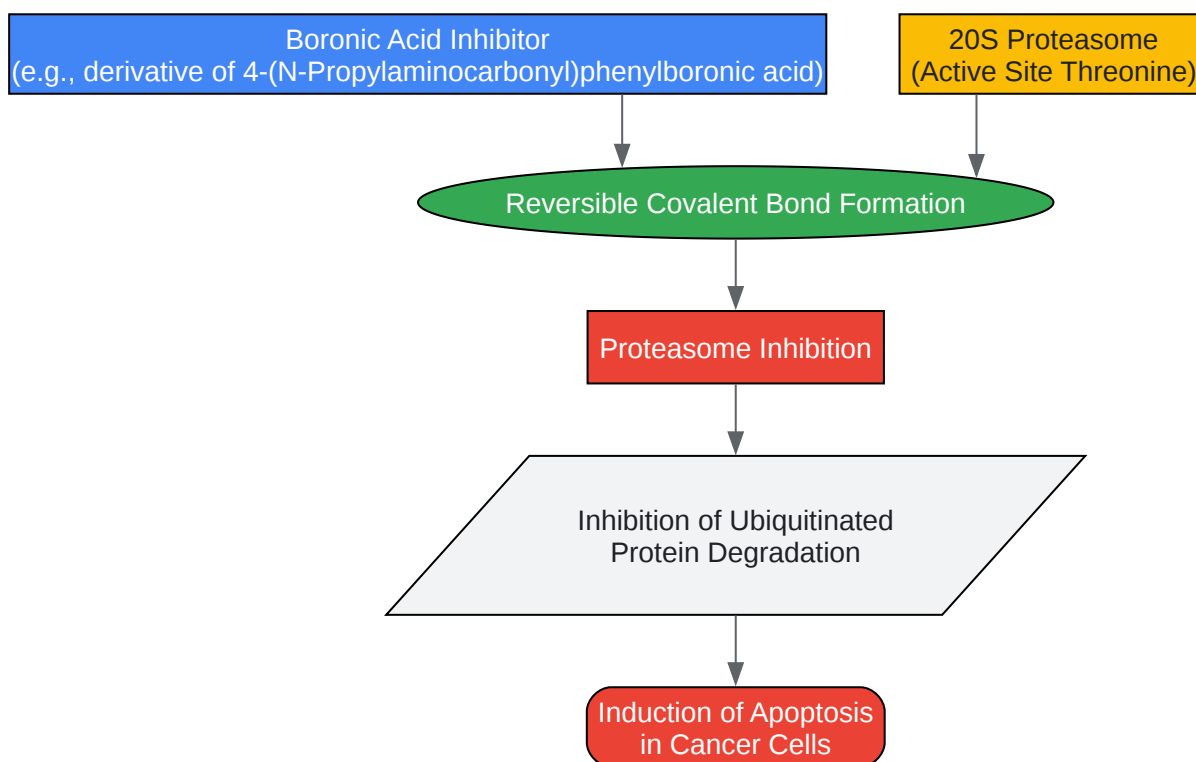 Boronic Acid Inhibitor
(e.g., derivative of 4-(N-Propylaminocarbonyl)phenylboronic acid)
20S Proteasome
(Active Site Threonine)
Reversible Covalent Bond Formation
Proteasome Inhibition
Inhibition of Ubiquitinated
Protein Degradation
Induction of Apoptosis
in Cancer Cells